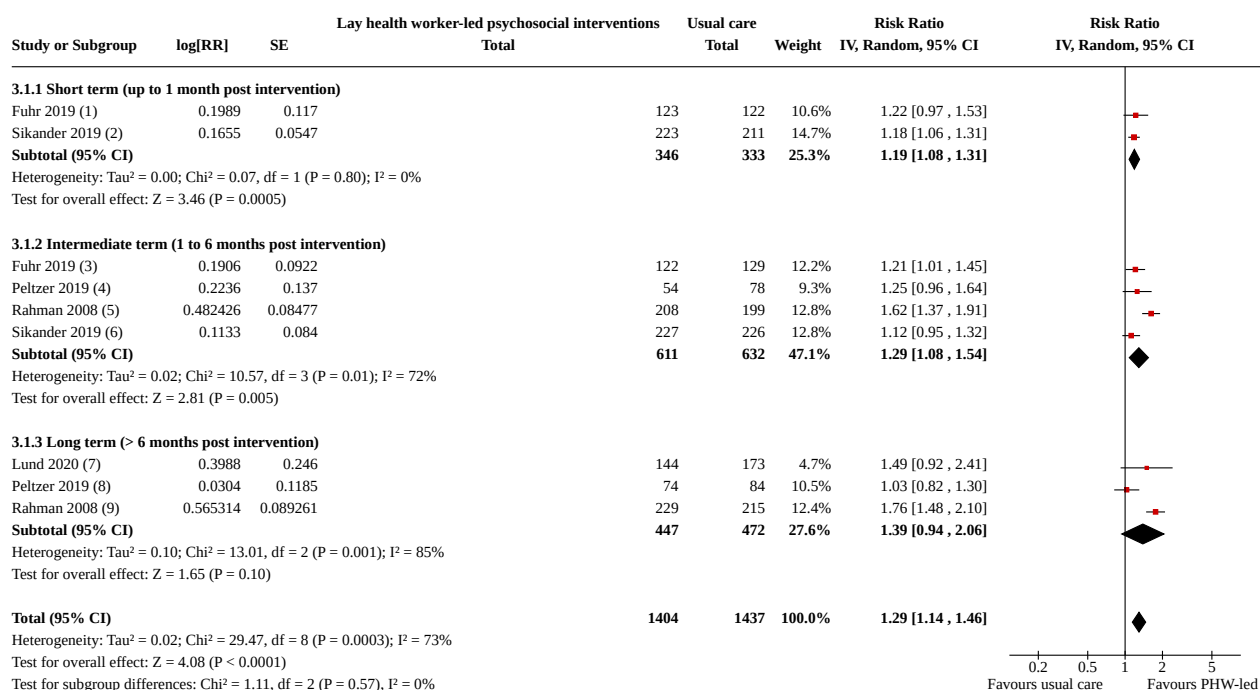 Lay health worker-led psychosocial interventions Usual care Risk Ratio Risk Ratio
Study or Subgroup log[RR] SE Total Total Weight IV, Random, 95% CI IV, Random, 95% CI
3.1.1 Short term (up to 1 month post intervention)
Fuhr 2019 (1) 0.1989 0.117 123 122 10.6% 1.22 [0.97 , 1.53]
Sikander 2019 (2) 0.1655 0.0547 223 211 14.7% 1.18 [1.06 , 1.31]
Subtotal (95% CI) 346 333 25.3% 1.19 [1.08 , 1.31]
Heterogeneity: Tau² = 0.00; Chi² = 0.07, df = 1 (P = 0.80); I² = 0%
Test for overall effect: Z = 3.46 (P = 0.0005)
3.1.2 Intermediate term (1 to 6 months post intervention)
Fuhr 2019 (3) 0.1906 0.0922 122 129 12.2% 1.21 [1.01 , 1.45]
Peltzer 2019 (4) 0.2236 0.137 54 78 9.3% 1.25 [0.96 , 1.64]
Rahman 2008 (5) 0.482426 0.08477 208 199 12.8% 1.62 [1.37 , 1.91]
Sikander 2019 (6) 0.1133 0.084 227 226 12.8% 1.12 [0.95 , 1.32]
Subtotal (95% CI) 611 632 47.1% 1.29 [1.08 , 1.54]
Heterogeneity: Tau² = 0.02; Chi² = 10.57, df = 3 (P = 0.01); I² = 72%
Test for overall effect: Z = 2.81 (P = 0.005)
3.1.3 Long term (> 6 months post intervention)
Lund 2020 (7) 0.3988 0.246 144 173 4.7% 1.49 [0.92 , 2.41]
Peltzer 2019 (8) 0.0304 0.1185 74 84 10.5% 1.03 [0.82 , 1.30]
Rahman 2008 (9) 0.565314 0.089261 229 215 12.4% 1.76 [1.48 , 2.10]
Subtotal (95% CI) 447 472 27.6% 1.39 [0.94 , 2.06]
Heterogeneity: Tau² = 0.10; Chi² = 13.01, df = 2 (P = 0.001); I² = 85%
Test for overall effect: Z = 1.65 (P = 0.10)
Total (95% CI) 1404 1437 100.0% 1.29 [1.14 , 1.46]
Heterogeneity: Tau² = 0.02; Chi² = 29.47, df = 8 (P = 0.0003); I² = 73%
Test for overall effect: Z = 4.08 (P < 0.0001)
0.2 0.5 1 2 5
Test for subgroup differences: Chi² = 1.11, df = 2 (P = 0.57), I² = 0% Favours usual care Favours PHW-led